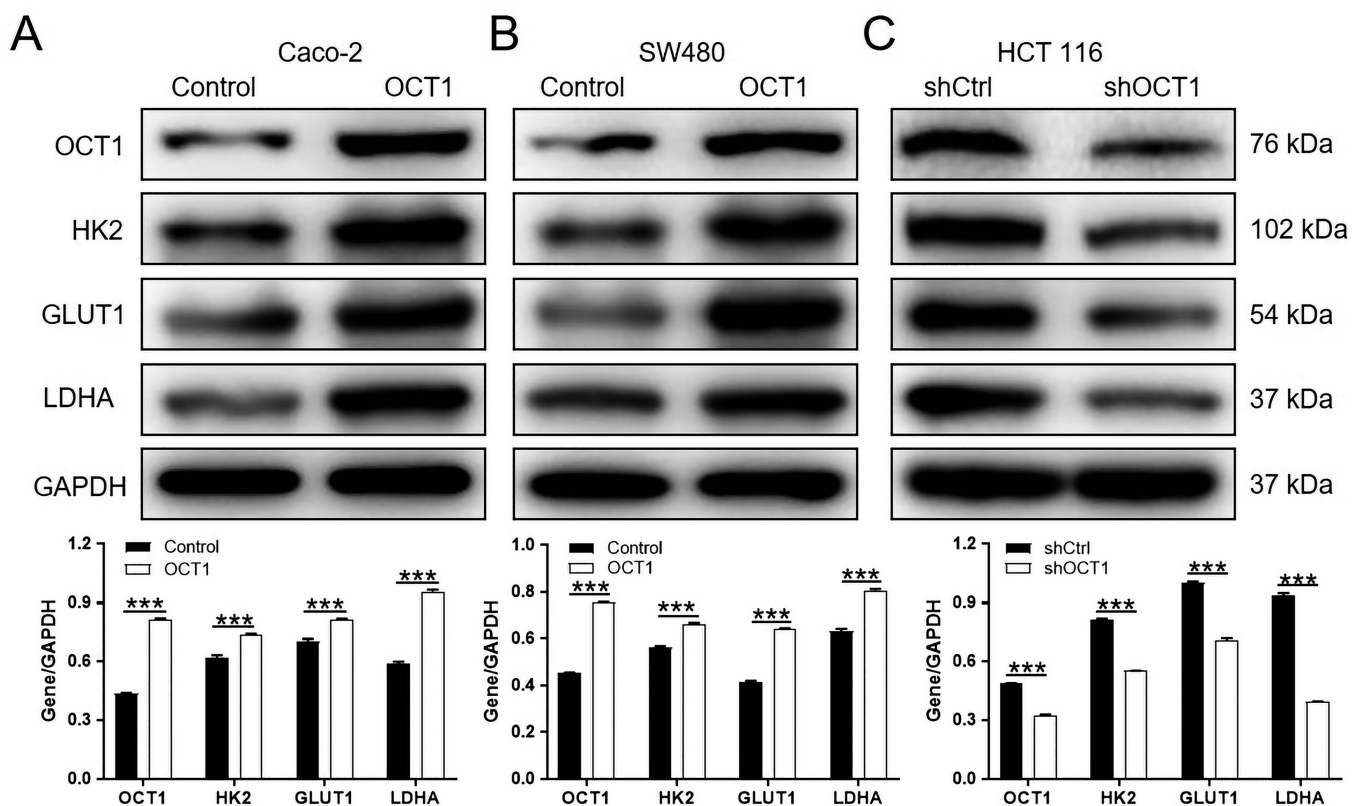 A B C
Caco-2 SW480 HCT 116
Control OCT1 Control OCT1 shCtrl shOCT1
OCT1 76 kDa
HK2 102 kDa
GLUT1 54 kDa
LDHA 37 kDa
GAPDH 37 kDa
Gene/GAPDH
1.2
0.9
0.6
0.3
0.0
Control
OCT1
***
***
***
***
OCT1 HK2 GLUT1 LDHA
Gene/GAPDH
1.0
0.8
0.6
0.4
0.2
0.0
Control
OCT1
***
***
***
***
OCT1 HK2 GLUT1 LDHA
Gene/GAPDH
1.2
0.9
0.6
0.3
0.0
shCtrl
shOCT1
***
***
***
***
OCT1 HK2 GLUT1 LDHA